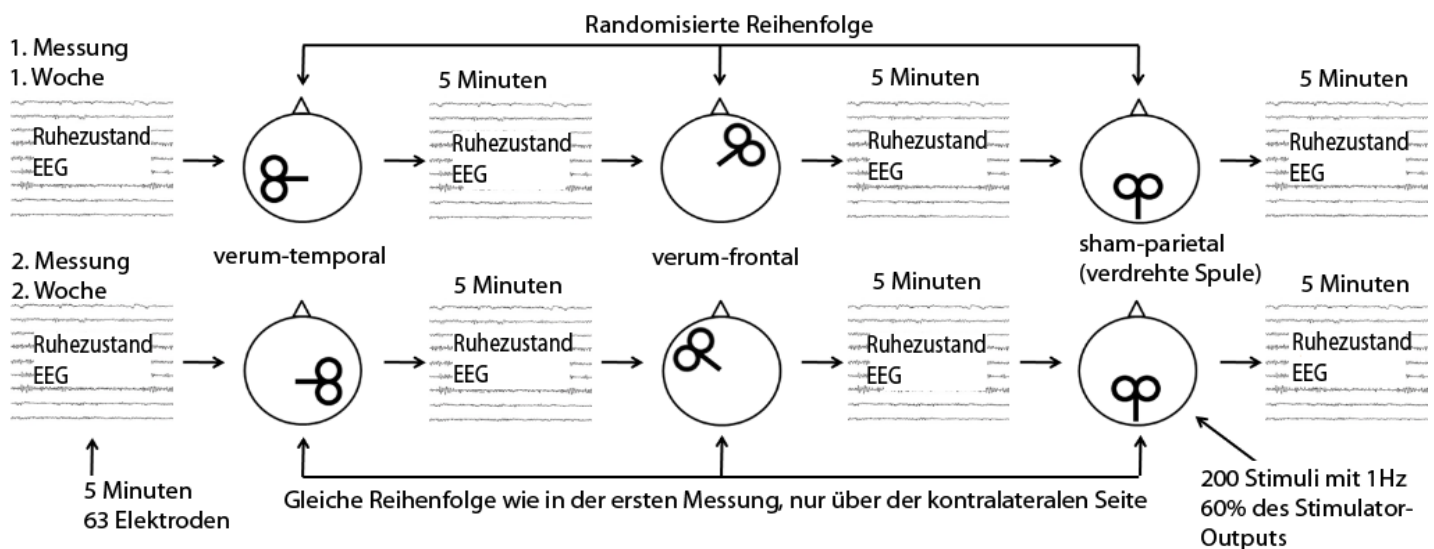 Randomisierte Reihenfolge
1. Messung
1. Woche
5 Minuten
5 Minuten
5 Minuten
Ruhezustand
EEG
Ruhezustand
EEG
Ruhezustand
EEG
Ruhezustand
EEG
verum-temporal
verum-frontal
sham-parietal
(verdrehte Spule)
2. Messung
2. Woche
5 Minuten
5 Minuten
5 Minuten
Ruhezustand
EEG
Ruhezustand
EEG
Ruhezustand
EEG
Ruhezustand
EEG
5 Minuten
63 Elektroden
Gleiche Reihenfolge wie in der ersten Messung, nur über der kontralateralen Seite
200 Stimuli mit 1Hz
60% des Stimulator-
Outputs